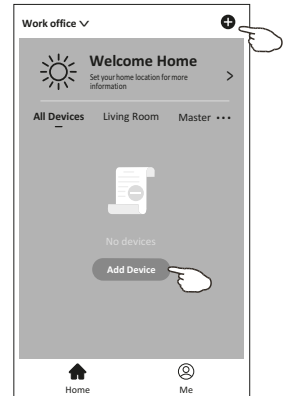 Work office
Welcome Home
Set your home location for more
information
All Devices Living Room Master
No devices
Add Device
Home Me